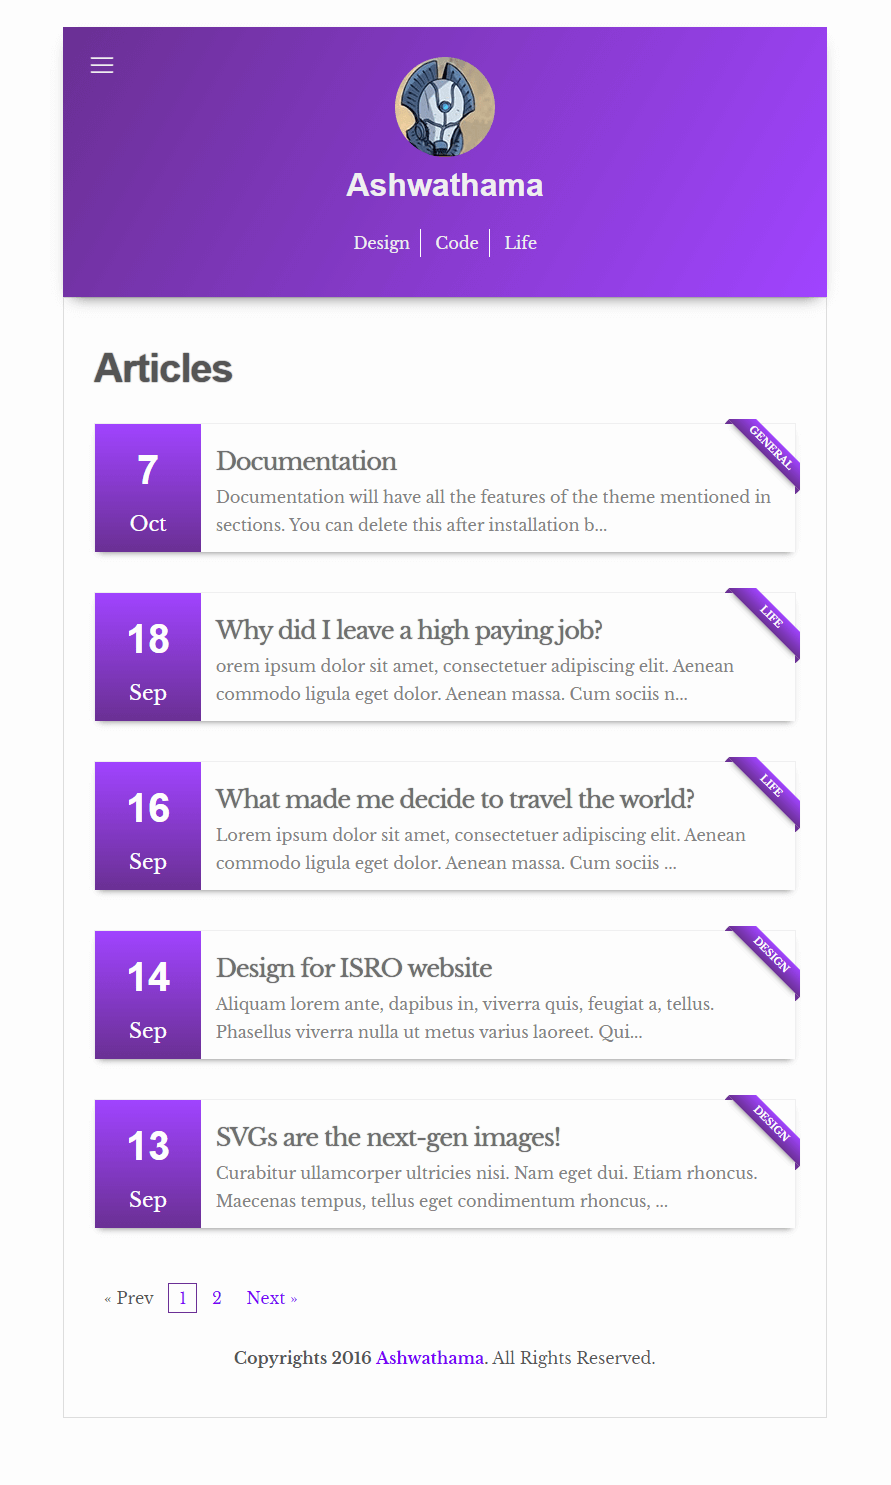 Ashwathama
Design
Code
Life
Articles
GENERAL
7
Oct
Documentation
Documentation will have all the features of the theme mentioned in
sections. You can delete this after installation b...
LIFE
18
Sep
Why did I leave a high paying job?
orem ipsum dolor sit amet, consectetuer adipiscing elit. Aenean
commodo ligula eget dolor. Aenean massa. Cum sociis n...
LIFE
16
Sep
What made me decide to travel the world?
Lorem ipsum dolor sit amet, consectetuer adipiscing elit. Aenean
commodo ligula eget dolor. Aenean massa. Cum sociis ...
DESIGN
14
Sep
Design for ISRO website
Aliquam lorem ante, dapibus in, viverra quis, feugiat a, tellus.
Phasellus viverra nulla ut metus varius laoreet. Qui...
DESIGN
13
Sep
SVGs are the next-gen images!
Curabitur ullamcorper ultricies nisi. Nam eget dui. Etiam rhoncus.
Maecenas tempus, tellus eget condimentum rhoncus, ...
« Prev 1 2 Next »
Copyrights 2016 Ashwathama. All Rights Reserved.